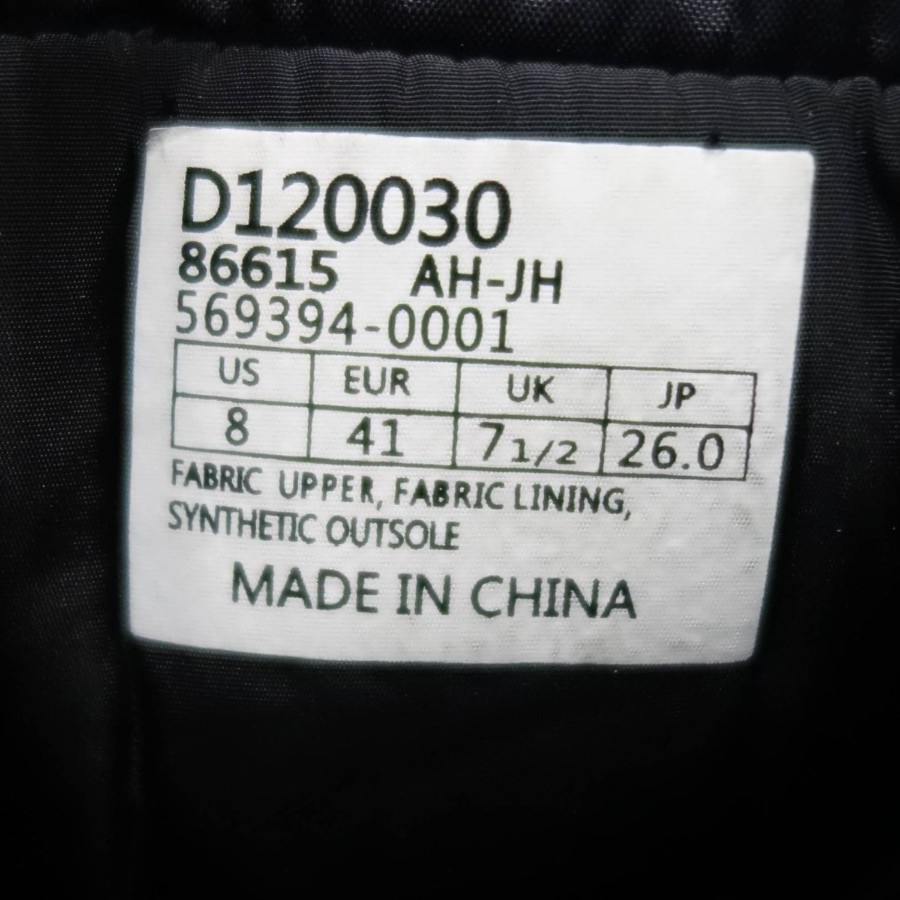 D120030
86615 AH-JH
569394-0001
US EUR UK JP
8 41 7 1/2 26.0
FABRIC UPPER, FABRIC LINING,
SYNTHETIC OUTSOLE
MADE IN CHINA